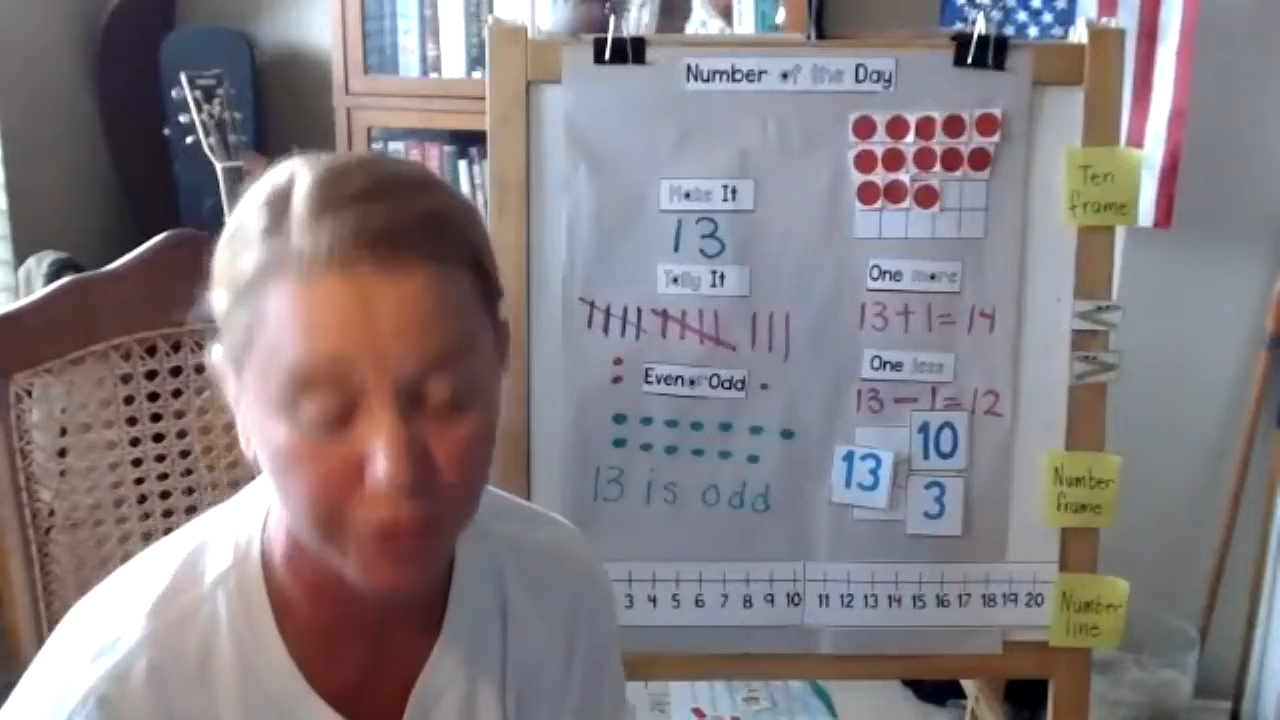 Number of the Day
Make It
13
Tally It
Even or Odd
13 is odd
Ten
frame
One more
13+1=14
One less
13-1=12
10
13
3
Number
frame
3 4 5 6 7 8 9 10 11 12 13 14 15 16 17 18 19 20
Number
line